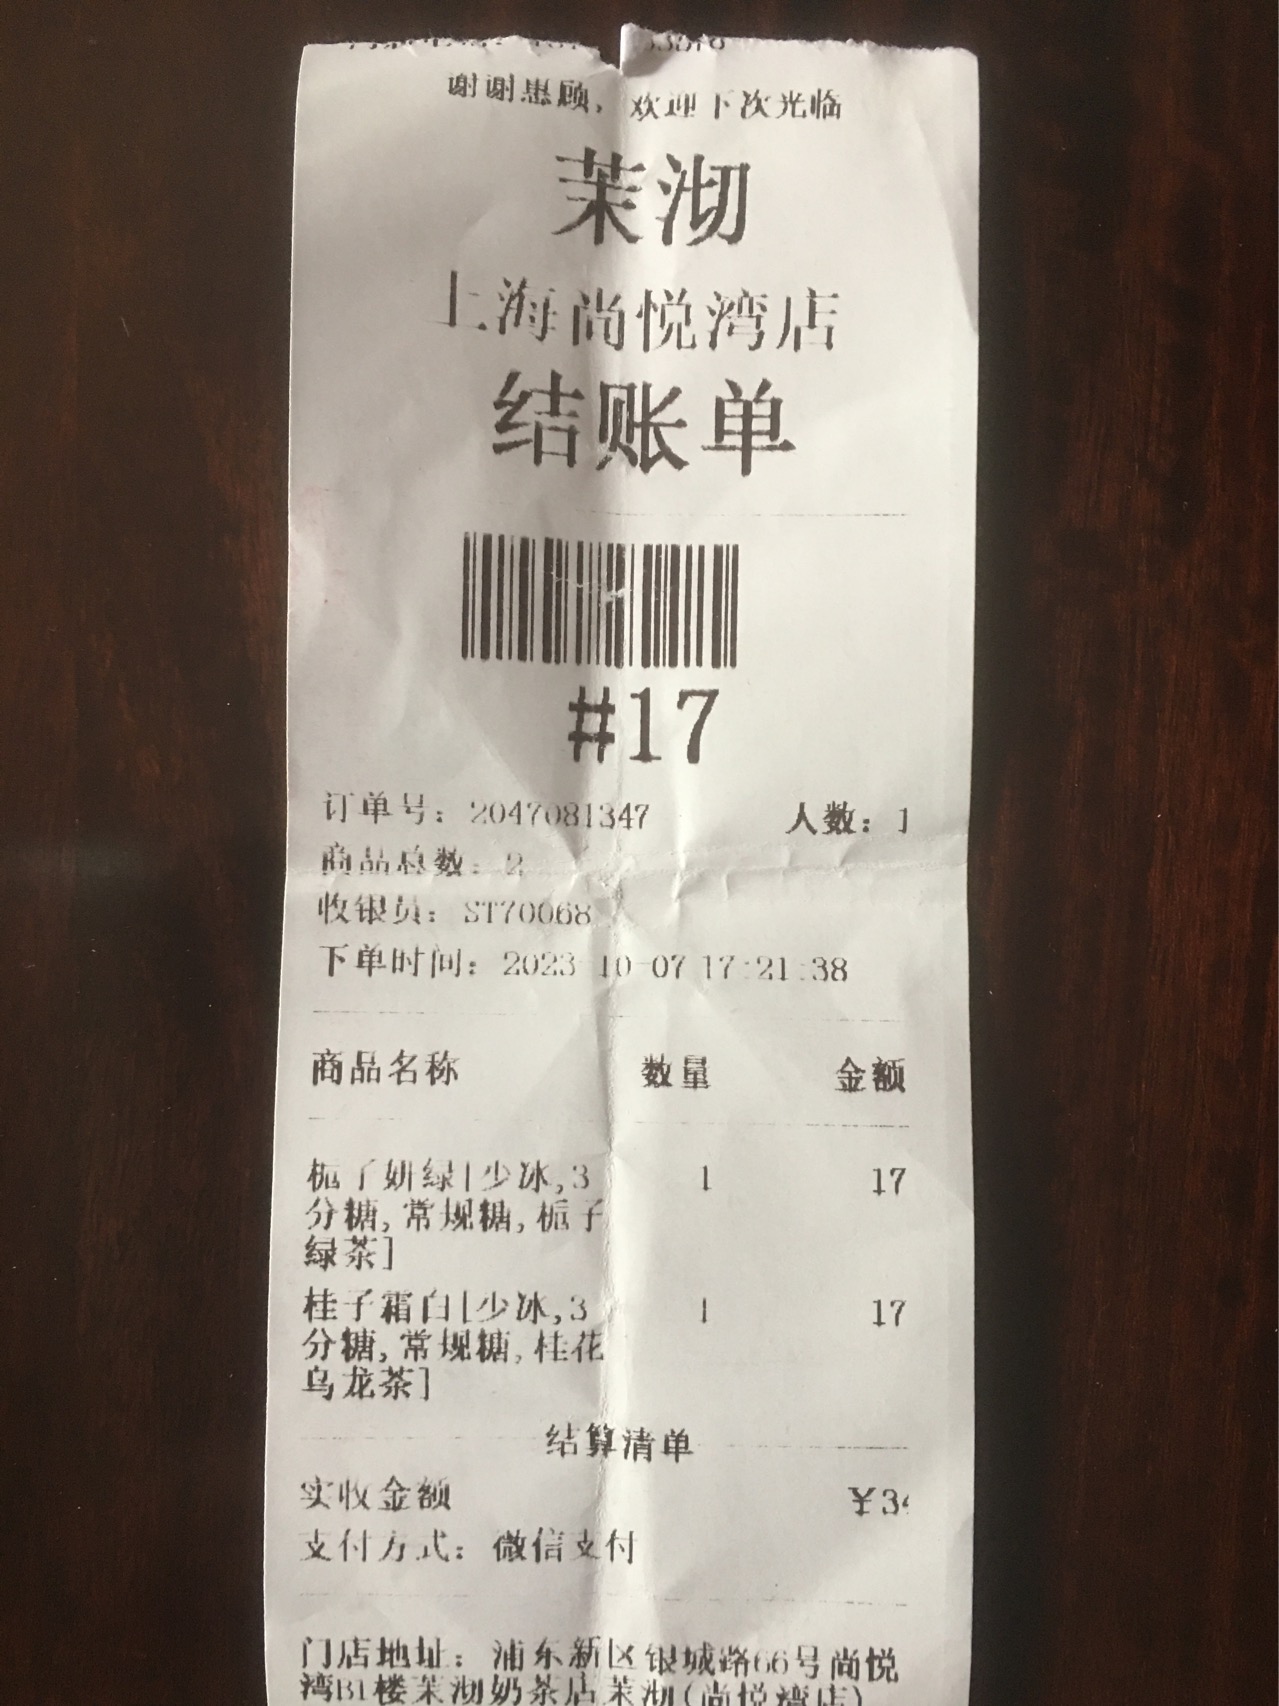 谢谢惠顾，欢迎下次光临
茉沏
上海尚悦湾店
结账单
#17
订单号：2047081347 人数：1
商品总数：2
收银员：ST70068
下单时间：2023-10-07 17:21:38
商品名称 数量 金额
栀子妍绿[少冰,3 1 17
分糖,常规糖,栀子
绿茶]
桂子霜白[少冰,3 1 17
分糖,常规糖,桂花
乌龙茶]
结算清单
实收金额 ￥34
支付方式：微信支付
门店地址：浦东新区银城路66号尚悦
湾B1楼茉沏奶茶店茉沏(尚悦湾店)